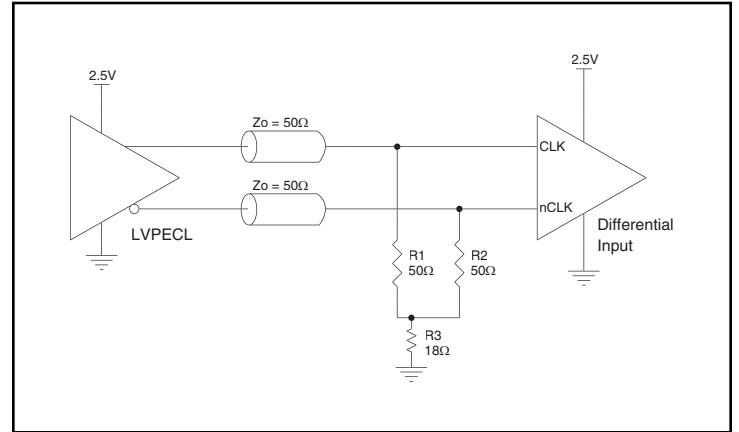 2.5V
2.5V
Zo = 50Ω
CLK
Zo = 50Ω
nCLK
LVPECL
Differential
Input
R1
50Ω
R2
50Ω
R3
18Ω